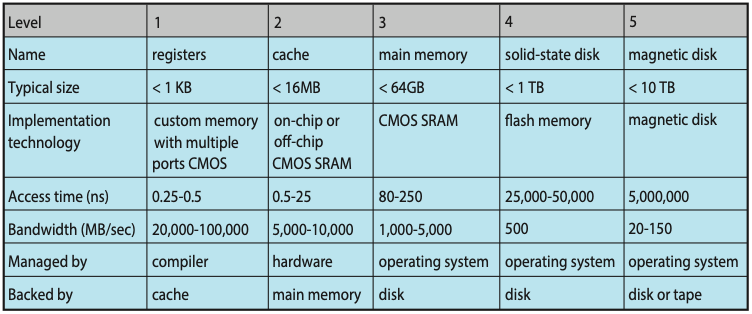 Level 1 2 3 4 5
Name registers cache main memory solid-state disk magnetic disk
Typical size < 1 KB < 16MB < 64GB < 1 TB < 10 TB
Implementation technology custom memory with multiple ports CMOS on-chip or off-chip CMOS SRAM CMOS SRAM flash memory magnetic disk
Access time (ns) 0.25-0.5 0.5-25 80-250 25,000-50,000 5,000,000
Bandwidth (MB/sec) 20,000-100,000 5,000-10,000 1,000-5,000 500 20-150
Managed by compiler hardware operating system operating system operating system
Backed by cache main memory disk disk disk or tape